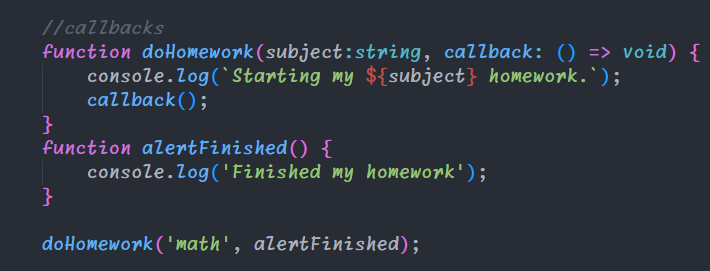 //callbacks
function doHomework(subject:string, callback: () => void) {
    console.log(`Starting my ${subject} homework.`);
    callback();
}
function alertFinished() {
    console.log('Finished my homework');
}

doHomework('math', alertFinished);